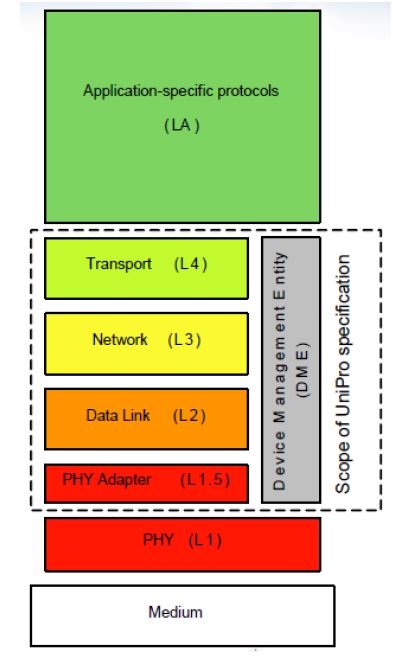 Application-specific protocols
(LA)
Transport (L4)
Network (L3)
Data Link (L2)
PHY Adapter (L1.5)
Device Management Entity
(DME)
Scope of UniPro specification
PHY (L1)
Medium